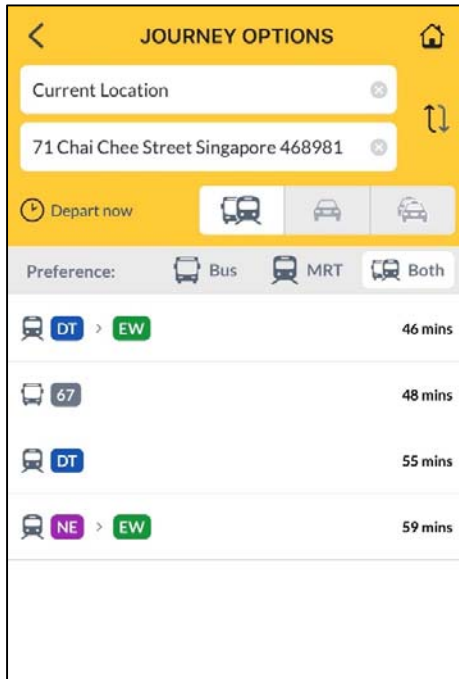 JOURNEY OPTIONS
Current Location
71 Chai Chee Street Singapore 468981
Depart now
Preference: Bus MRT Both
DT > EW 46 mins
67 48 mins
DT 55 mins
NE > EW 59 mins